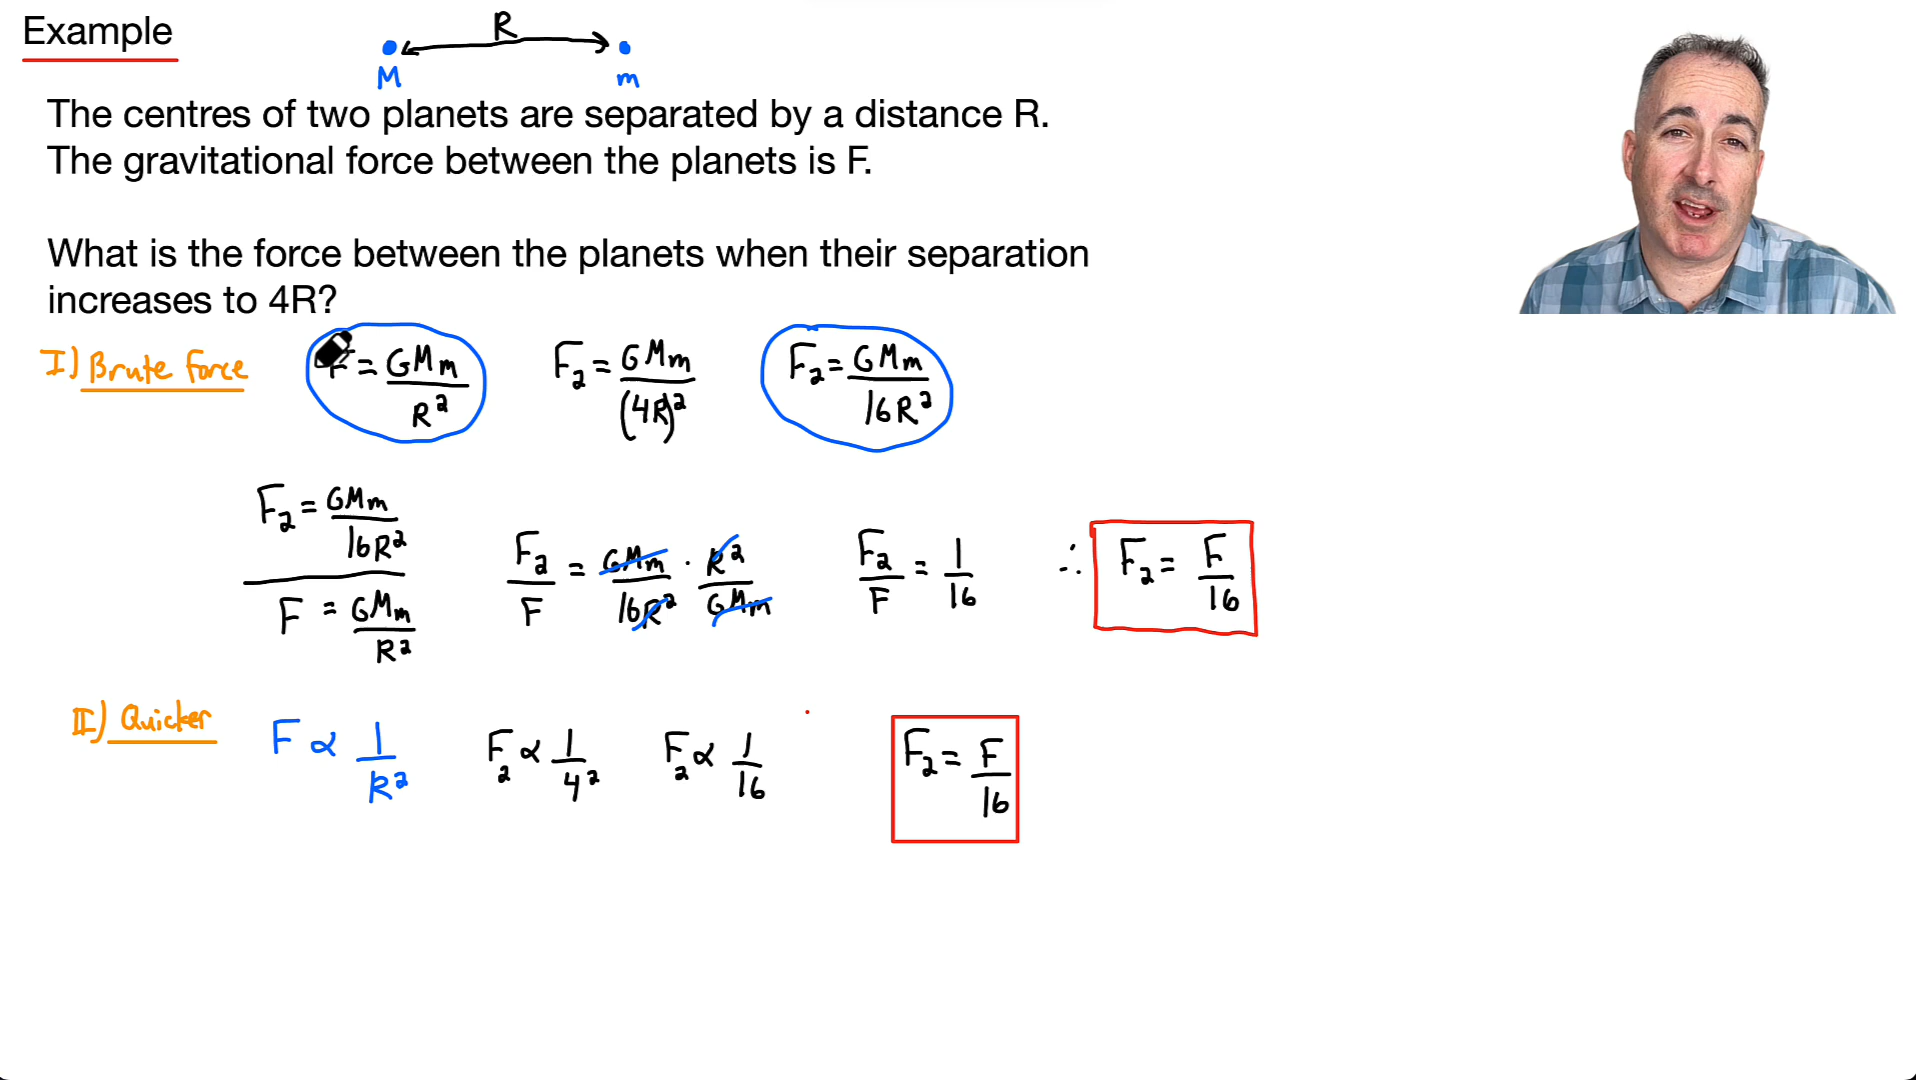 Example
R
M m
The centres of two planets are separated by a distance R.
The gravitational force between the planets is F.
What is the force between the planets when their separation
increases to 4R?
I) Brute Force F = GMm/R² F₂ = GMm/(4R)² F₂ = GMm/16R²
F₂ = GMm/16R²
F = GMm/R²
F₂/F = GMm/16R² · R²/GMm F₂/F = 1/16 ∴ F₂ = F/16
II) Quicker F ∝ 1/R² F₂ ∝ 1/4² F₂ ∝ 1/16 F₂ = F/16